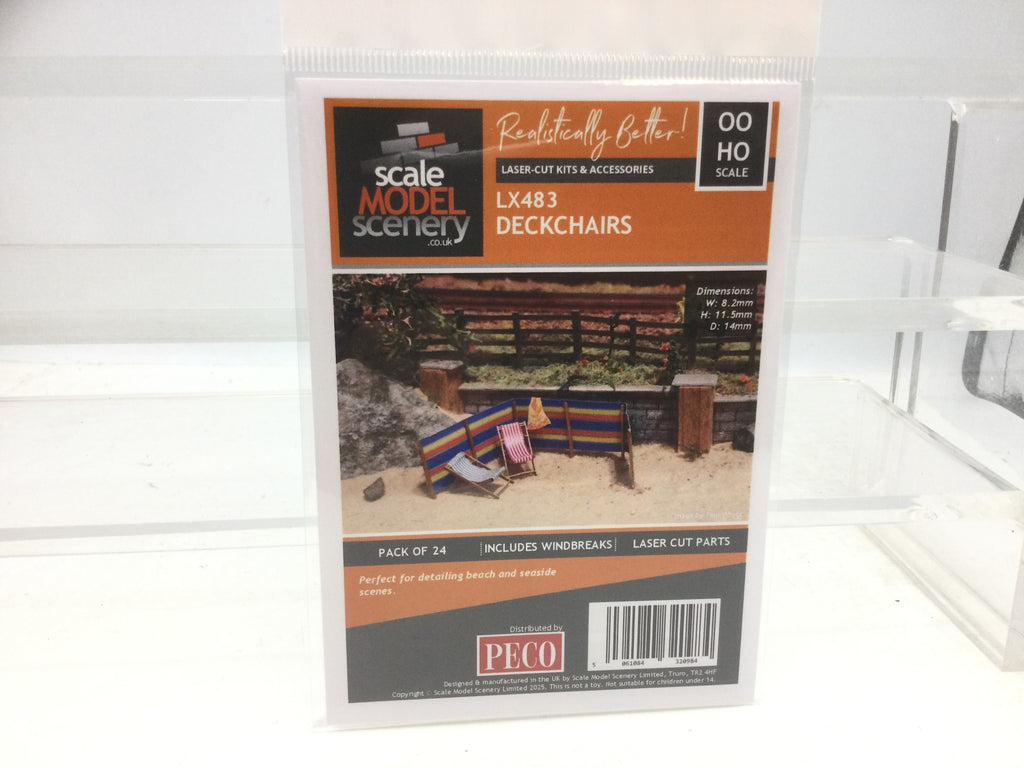 scale
MODEL
scenery
.co.uk
Realistically Better!
LASER-CUT KITS & ACCESSORIES
OO
HO
SCALE
LX483
DECKCHAIRS
Dimensions:
W: 8.2mm
H: 11.5mm
D: 14mm
PACK OF 24
INCLUDES WINDBREAKS
LASER CUT PARTS
Perfect for detailing beach and seaside
scenes.
Distributed by
PECO
5 061084 320984
Designed & manufactured in the UK by Scale Model Scenery Limited, Truro, TR2 4HF
Copyright © Scale Model Scenery Limited 2025. This is not a toy. Not suitable for children under 14.